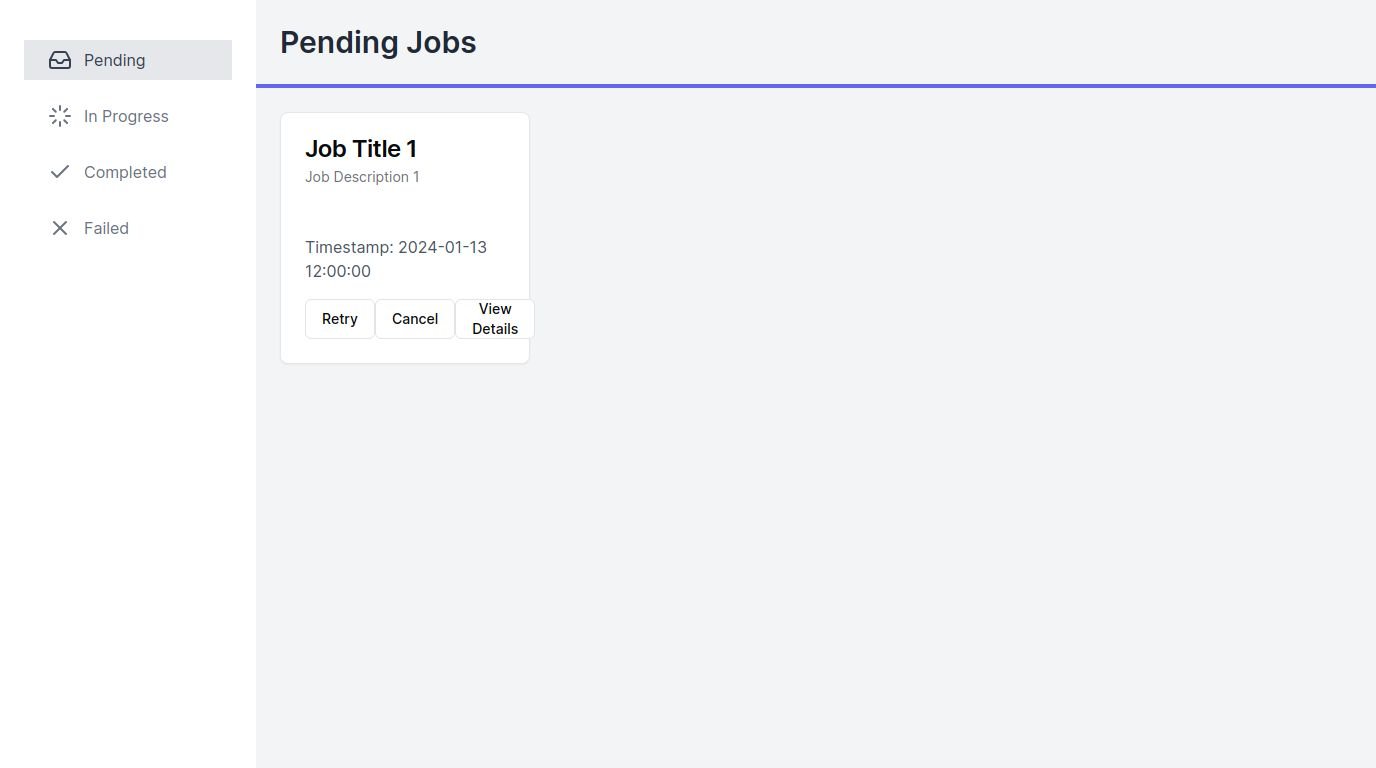 Pending
In Progress
Completed
Failed
Pending Jobs
Job Title 1
Job Description 1
Timestamp: 2024-01-13
12:00:00
Retry
Cancel
View
Details